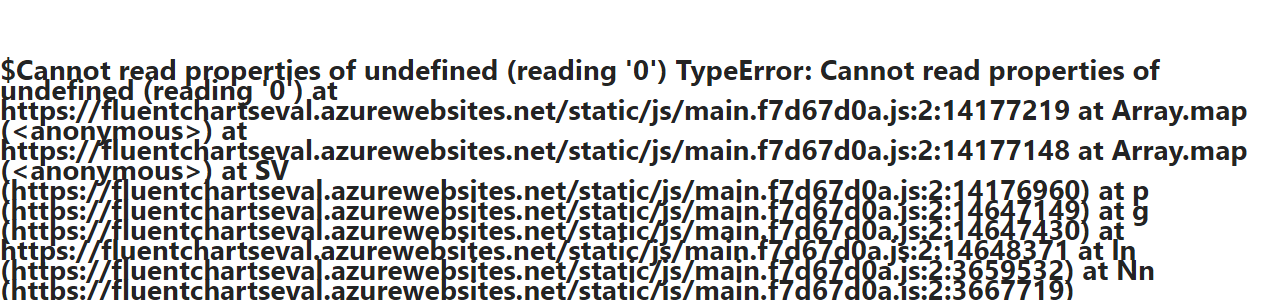 $Cannot read properties of undefined (reading '0') TypeError: Cannot read properties of
undefined (reading '0') at
https://fluentchartseval.azurewebsites.net/static/js/main.f7d67d0a.js:2:14177219 at Array.map
(<anonymous>) at
https://fluentchartseval.azurewebsites.net/static/js/main.f7d67d0a.js:2:14177148 at Array.map
(<anonymous>) at SV
(https://fluentchartseval.azurewebsites.net/static/js/main.f7d67d0a.js:2:14176960) at p
(https://fluentchartseval.azurewebsites.net/static/js/main.f7d67d0a.js:2:14647149) at g
(https://fluentchartseval.azurewebsites.net/static/js/main.f7d67d0a.js:2:14647430) at
https://fluentchartseval.azurewebsites.net/static/js/main.f7d67d0a.js:2:14648371 at ln
(https://fluentchartseval.azurewebsites.net/static/js/main.f7d67d0a.js:2:3659532) at Nn
(https://fluentchartseval.azurewebsites.net/static/js/main.f7d67d0a.js:2:3667719)